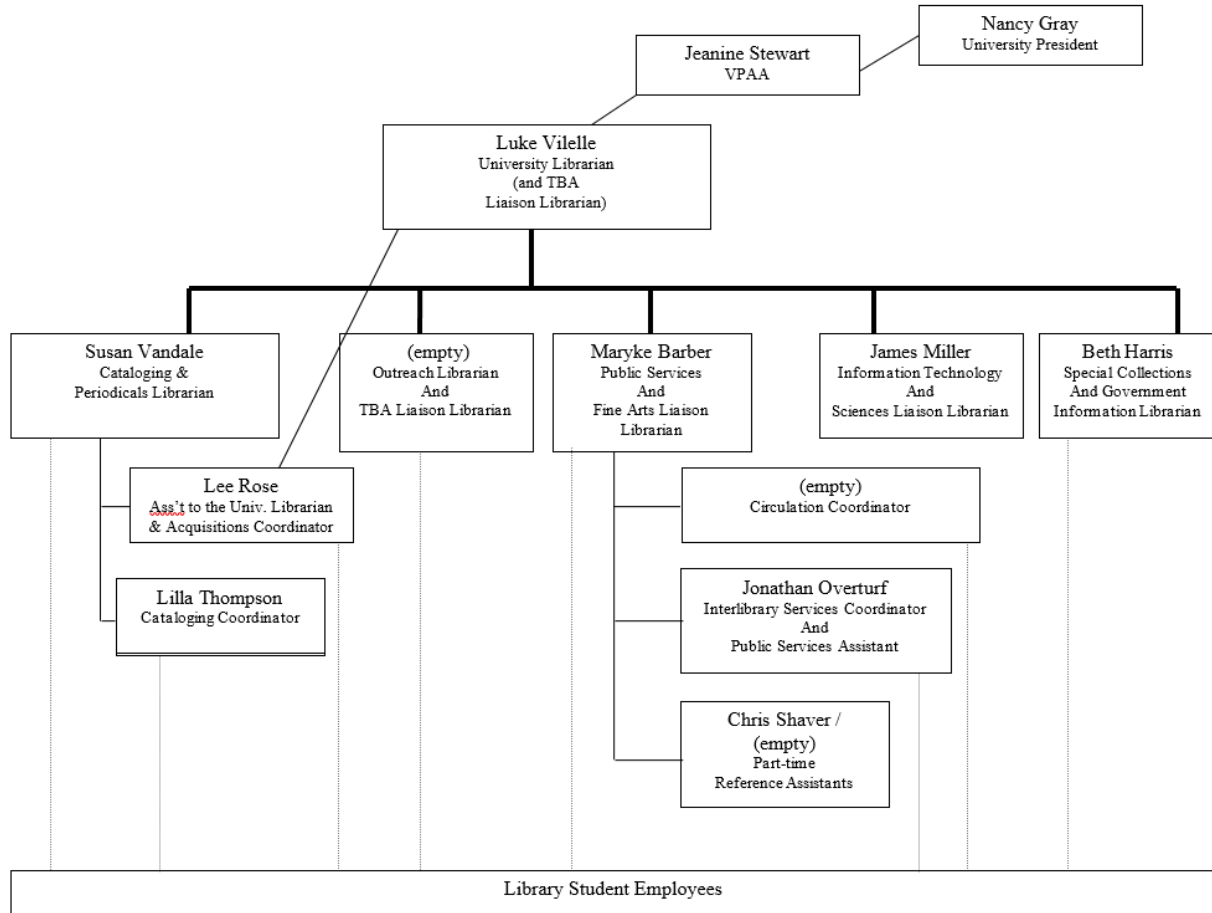 Nancy Gray
University President
Jeanine Stewart
VPAA
Luke Vilelle
University Librarian
(and TBA
Liaison Librarian)
Susan Vandale
Cataloging &
Periodicals Librarian
(empty)
Outreach Librarian
And
TBA Liaison Librarian
Maryke Barber
Public Services
And
Fine Arts Liaison
Librarian
James Miller
Information Technology
And
Sciences Liaison Librarian
Beth Harris
Special Collections
And Government
Information Librarian
Lee Rose
Ass’t to the Univ. Librarian
& Acquisitions Coordinator
Lilla Thompson
Cataloging Coordinator
(empty)
Circulation Coordinator
Jonathan Overturf
Interlibrary Services Coordinator
And
Public Services Assistant
Chris Shaver /
(empty)
Part-time
Reference Assistants
Library Student Employees